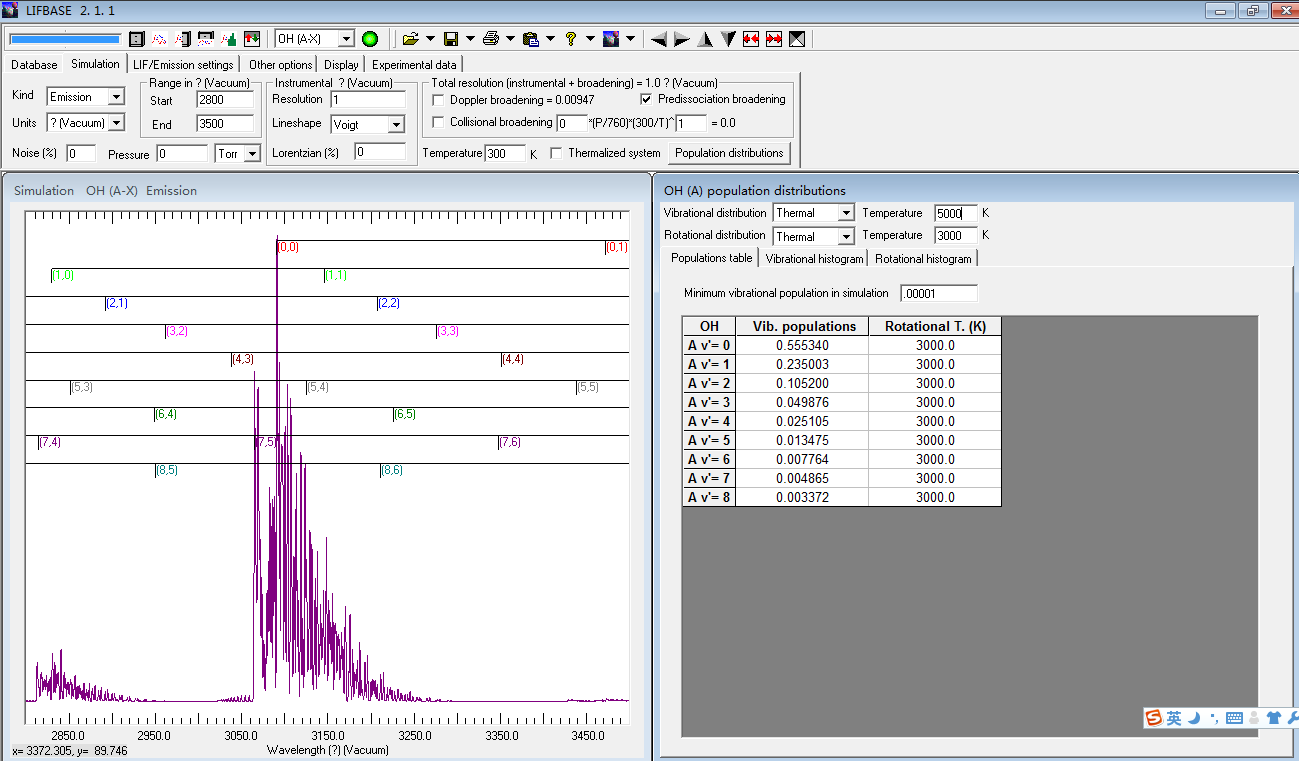 LIFBASE 2. 1. 1
OH (A-X)
Database Simulation LIF/Emission settings Other options Display Experimental data
Kind Emission
Units ? (Vacuum)
Range in ? (Vacuum)
Start 2800
End 3500
Instrumental ? (Vacuum)
Resolution 1
Lineshape Voigt
Lorentzian (%) 0
Total resolution (instrumental + broadening) = 1.0 ? (Vacuum)
Doppler broadening = 0.00947 Predissociation broadening
Collisional broadening 0 *(P/760)*(300/T)^ 1 = 0.0
Noise (%) 0 Pressure 0 Torr
Temperature 300 K Thermalized system Population distributions
Simulation OH (A-X) Emission
(0,0) (0,1)
(1,0) (1,1)
(2,1) (2,2)
(3,2) (3,3)
(4,3) (4,4)
(5,3) (5,4) (5,5)
(6,4) (6,5)
(7,4) (7,5) (7,6)
(8,5) (8,6)
2850.0 2950.0 3050.0 3150.0 3250.0 3350.0 3450.0
x= 3372.305, y= 89.746
Wavelength (?) (Vacuum)
OH (A) population distributions
Vibrational distribution Thermal Temperature 5000 K
Rotational distribution Thermal Temperature 3000 K
Populations table Vibrational histogram Rotational histogram
Minimum vibrational population in simulation .00001
OH Vib. populations Rotational T. (K)
A v'= 0 0.555340 3000.0
A v'= 1 0.235003 3000.0
A v'= 2 0.105200 3000.0
A v'= 3 0.049876 3000.0
A v'= 4 0.025105 3000.0
A v'= 5 0.013475 3000.0
A v'= 6 0.007764 3000.0
A v'= 7 0.004865 3000.0
A v'= 8 0.003372 3000.0
英